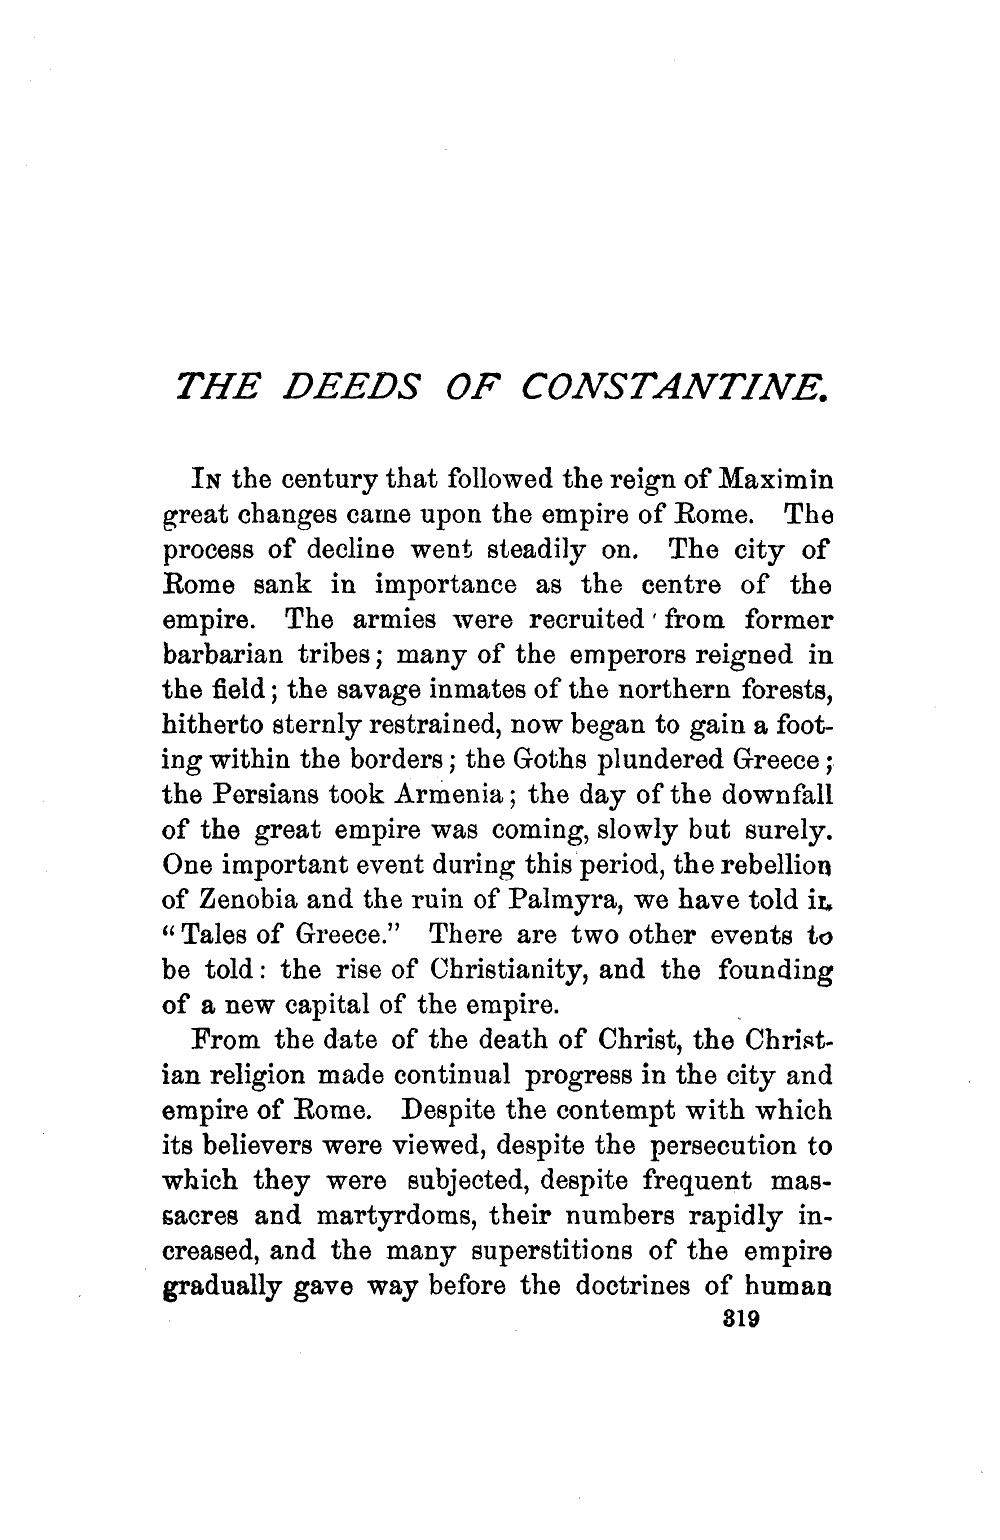 THE DEEDS OF CONSTANTINE.
IN the century that followed the reign of Maximin
great changes came upon the empire of Rome. The
process of decline went steadily on. The city of
Rome sank in importance as the centre of the
empire. The armies were recruited from former
barbarian tribes; many of the emperors reigned in
the field; the savage inmates of the northern forests,
hitherto sternly restrained, now began to gain a foot-
ing within the borders; the Goths plundered Greece;
the Persians took Armenia; the day of the downfall
of the great empire was coming, slowly but surely.
One important event during this period, the rebellion
of Zenobia and the ruin of Palmyra, we have told in
“Tales of Greece.” There are two other events to
be told: the rise of Christianity, and the founding
of a new capital of the empire.
From the date of the death of Christ, the Christ-
ian religion made continual progress in the city and
empire of Rome. Despite the contempt with which
its believers were viewed, despite the persecution to
which they were subjected, despite frequent mas-
sacres and martyrdoms, their numbers rapidly in-
creased, and the many superstitions of the empire
gradually gave way before the doctrines of human
319